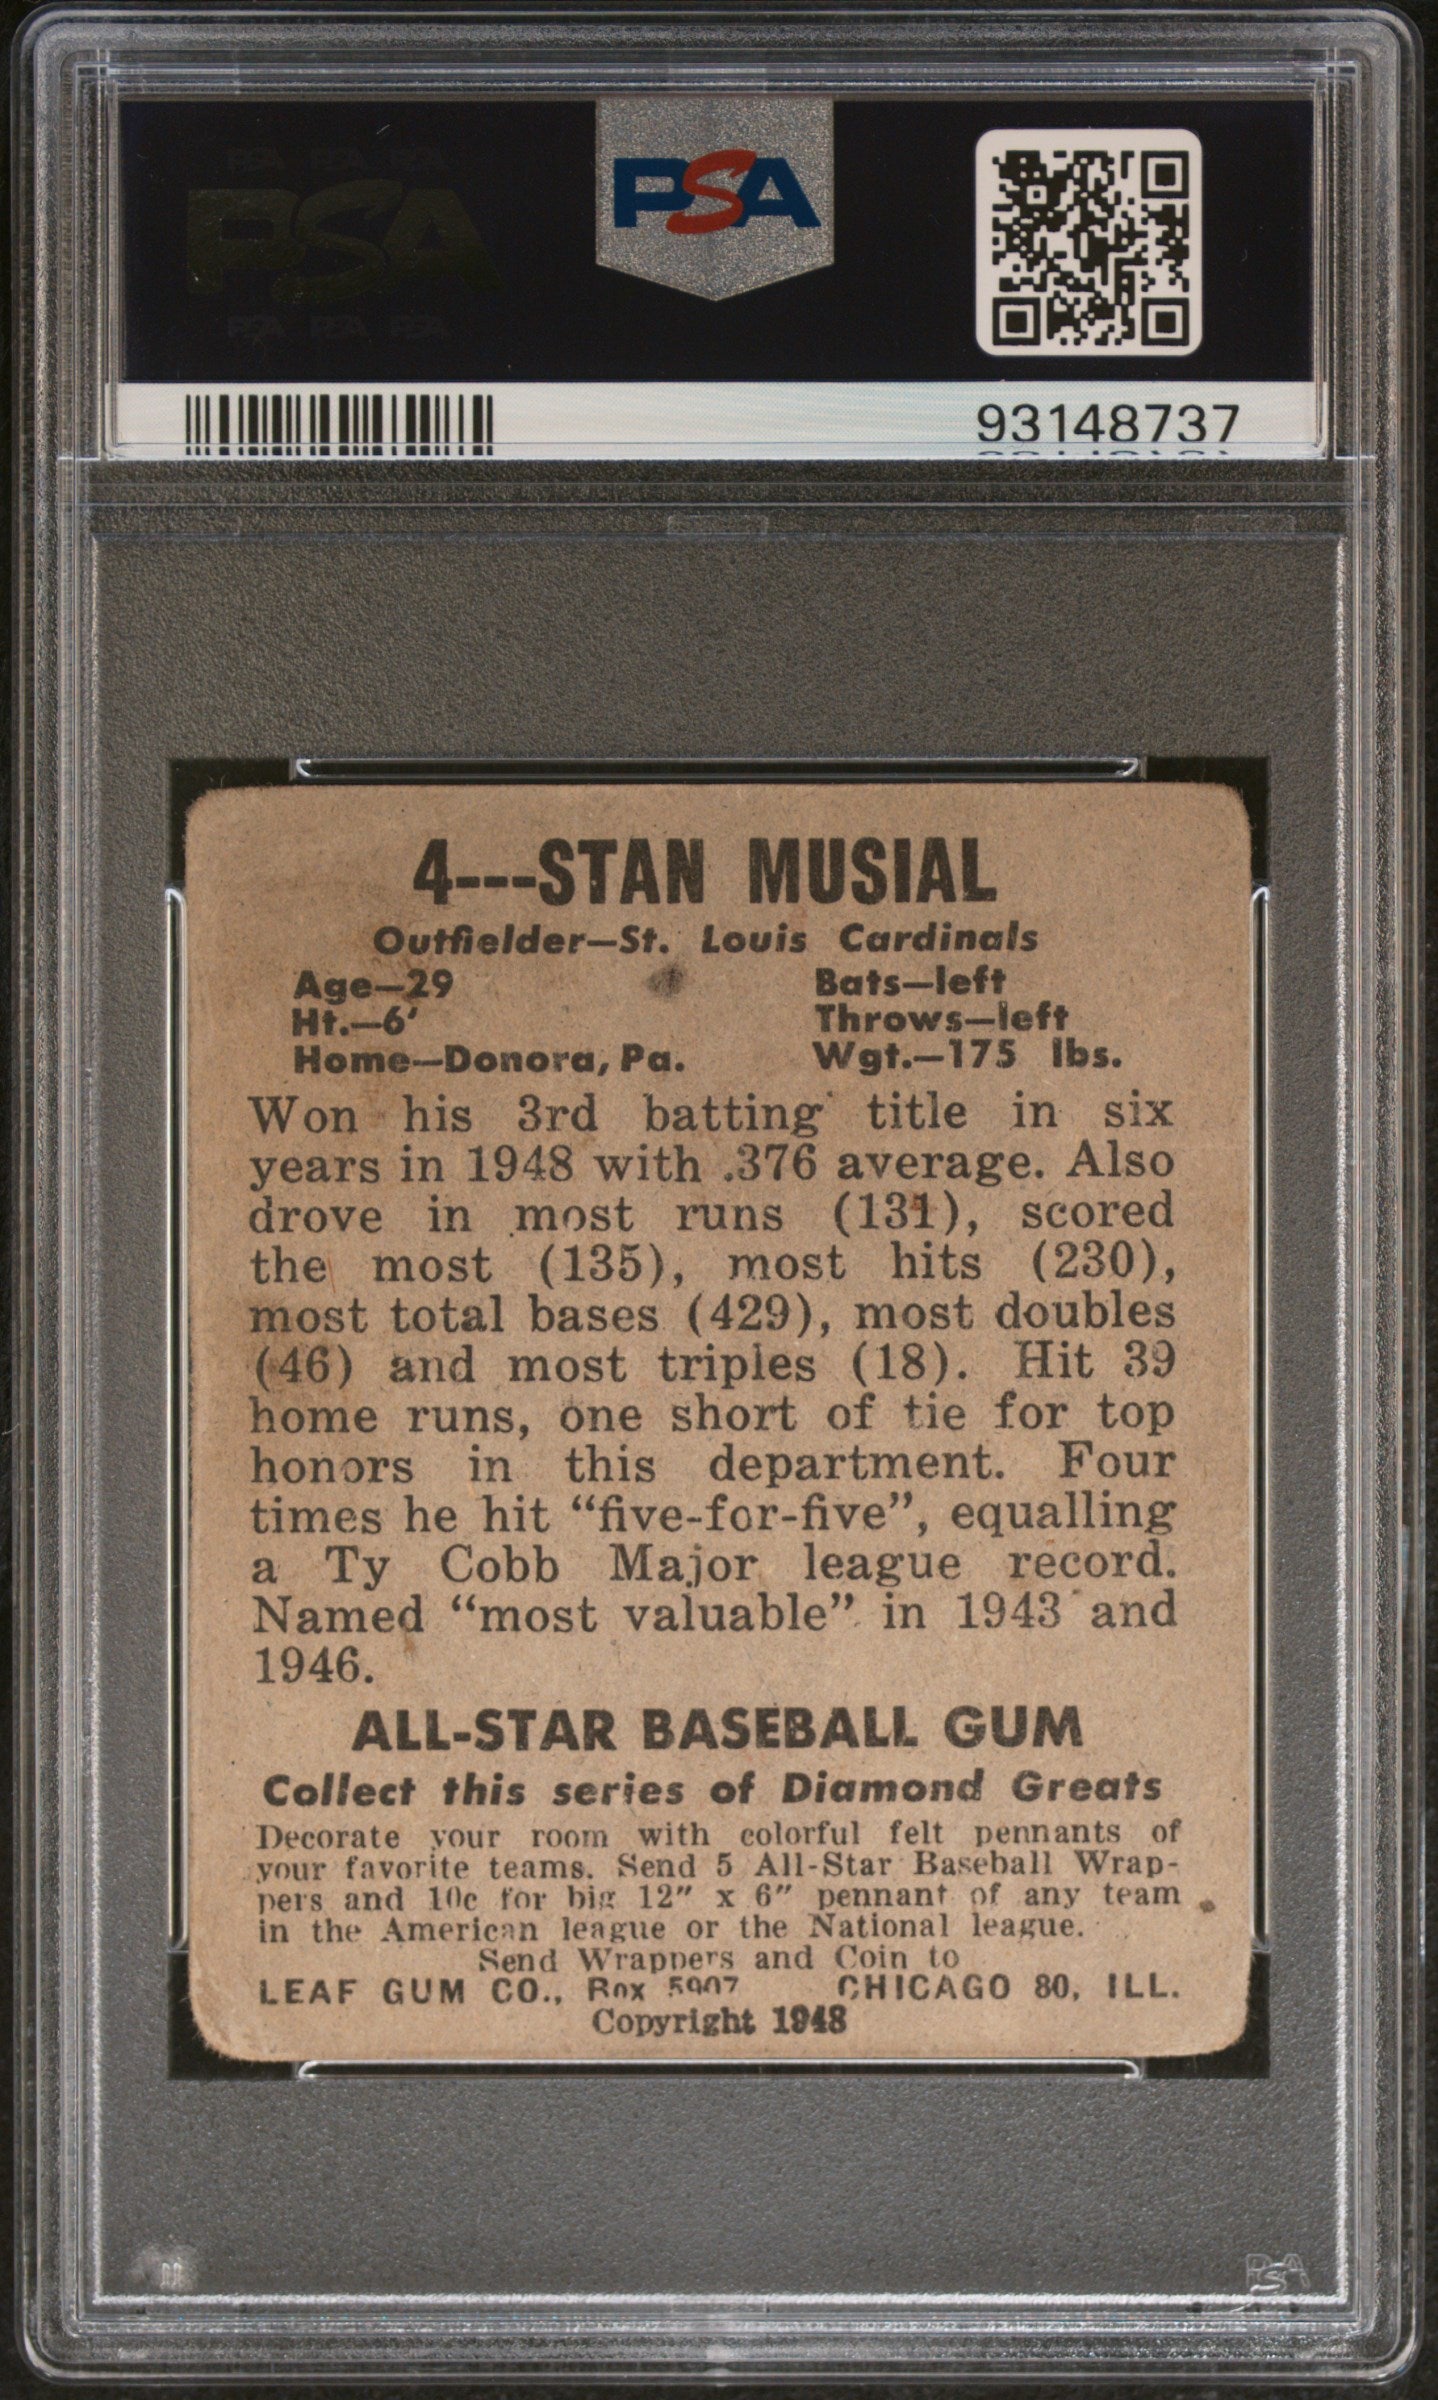 PSA
PSA PSA PSA
PSA
PSA PSA PSA
93148737
4---STAN MUSIAL
Outfielder—St. Louis Cardinals
Age—29 Bats—left
Ht.—6' Throws—left
Home—Donora, Pa. Wgt.—175 lbs.
Won his 3rd batting title in six
years in 1948 with .376 average. Also
drove in most runs (131), scored
the most (135), most hits (230),
most total bases (429), most doubles
(46) and most triples (18). Hit 39
home runs, one short of tie for top
honors in this department. Four
times he hit "five-for-five", equalling
a Ty Cobb Major league record.
Named "most valuable" in 1943 and
1946.
ALL-STAR BASEBALL GUM
Collect this series of Diamond Greats
Decorate your room with colorful felt pennants of
your favorite teams. Send 5 All-Star Baseball Wrap-
pers and 10c for big 12" x 6" pennant of any team
in the American league or the National league.
Send Wrappers and Coin to
LEAF GUM CO., Box 5907 CHICAGO 80, ILL.
Copyright 1948
PSA